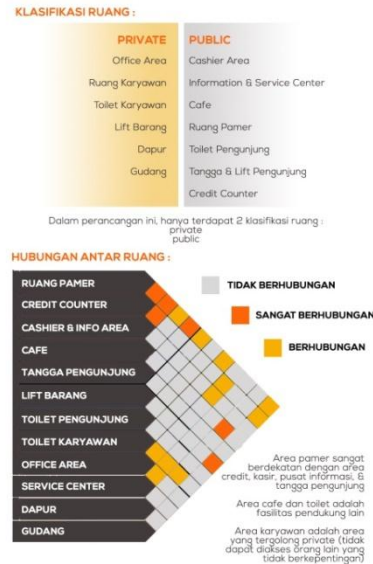 KLASIFIKASI RUANG :
PRIVATE
Office Area
Ruang Karyawan
Toilet Karyawan
Lift Barang
Dapur
Gudang
PUBLIC
Cashier Area
Information & Service Center
Cafe
Ruang Pamer
Toilet Pengunjung
Tangga & Lift Pengunjung
Credit Counter
Dalam perancangan ini, hanya terdapat 2 klasifikasi ruang :
private
public
HUBUNGAN ANTAR RUANG :
RUANG PAMER
CREDIT COUNTER
CASHIER & INFO AREA
CAFE
TANGGA PENGUNJUNG
LIFT BARANG
TOILET PENGUNJUNG
TOILET KARYAWAN
OFFICE AREA
SERVICE CENTER
DAPUR
GUDANG
TIDAK BERHUBUNGAN
SANGAT BERHUBUNGAN
BERHUBUNGAN
Area pamer sangat
berdekatan dengan area
credit, kasir, pusat informasi, &
tangga pengunjung
Area cafe dan toilet adalah
fasilitas pendukung lain
Area karyawan adalah area
yang tergolong private (tidak
dapat diakses orang lain yang
tidak berkepentingan)